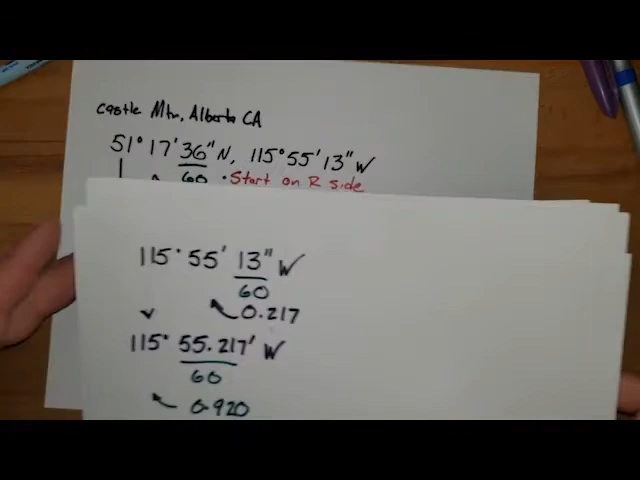 Castle Mtn, Alberta CA
51° 17' 36" N, 115° 55' 13" W
60 • Start on R side
115° 55' 13" W
60
0.217
115° 55.217' W
60
0.920